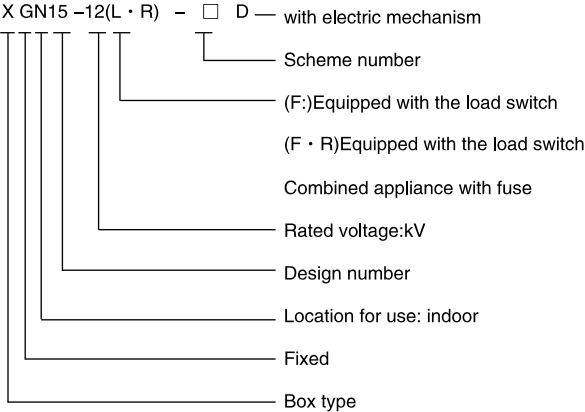 X GN15 –12(L · R) – □ D — with electric mechanism
Scheme number
(F:)Equipped with the load switch
(F · R)Equipped with the load switch
Combined appliance with fuse
Rated voltage:kV
Design number
Location for use: indoor
Fixed
Box type